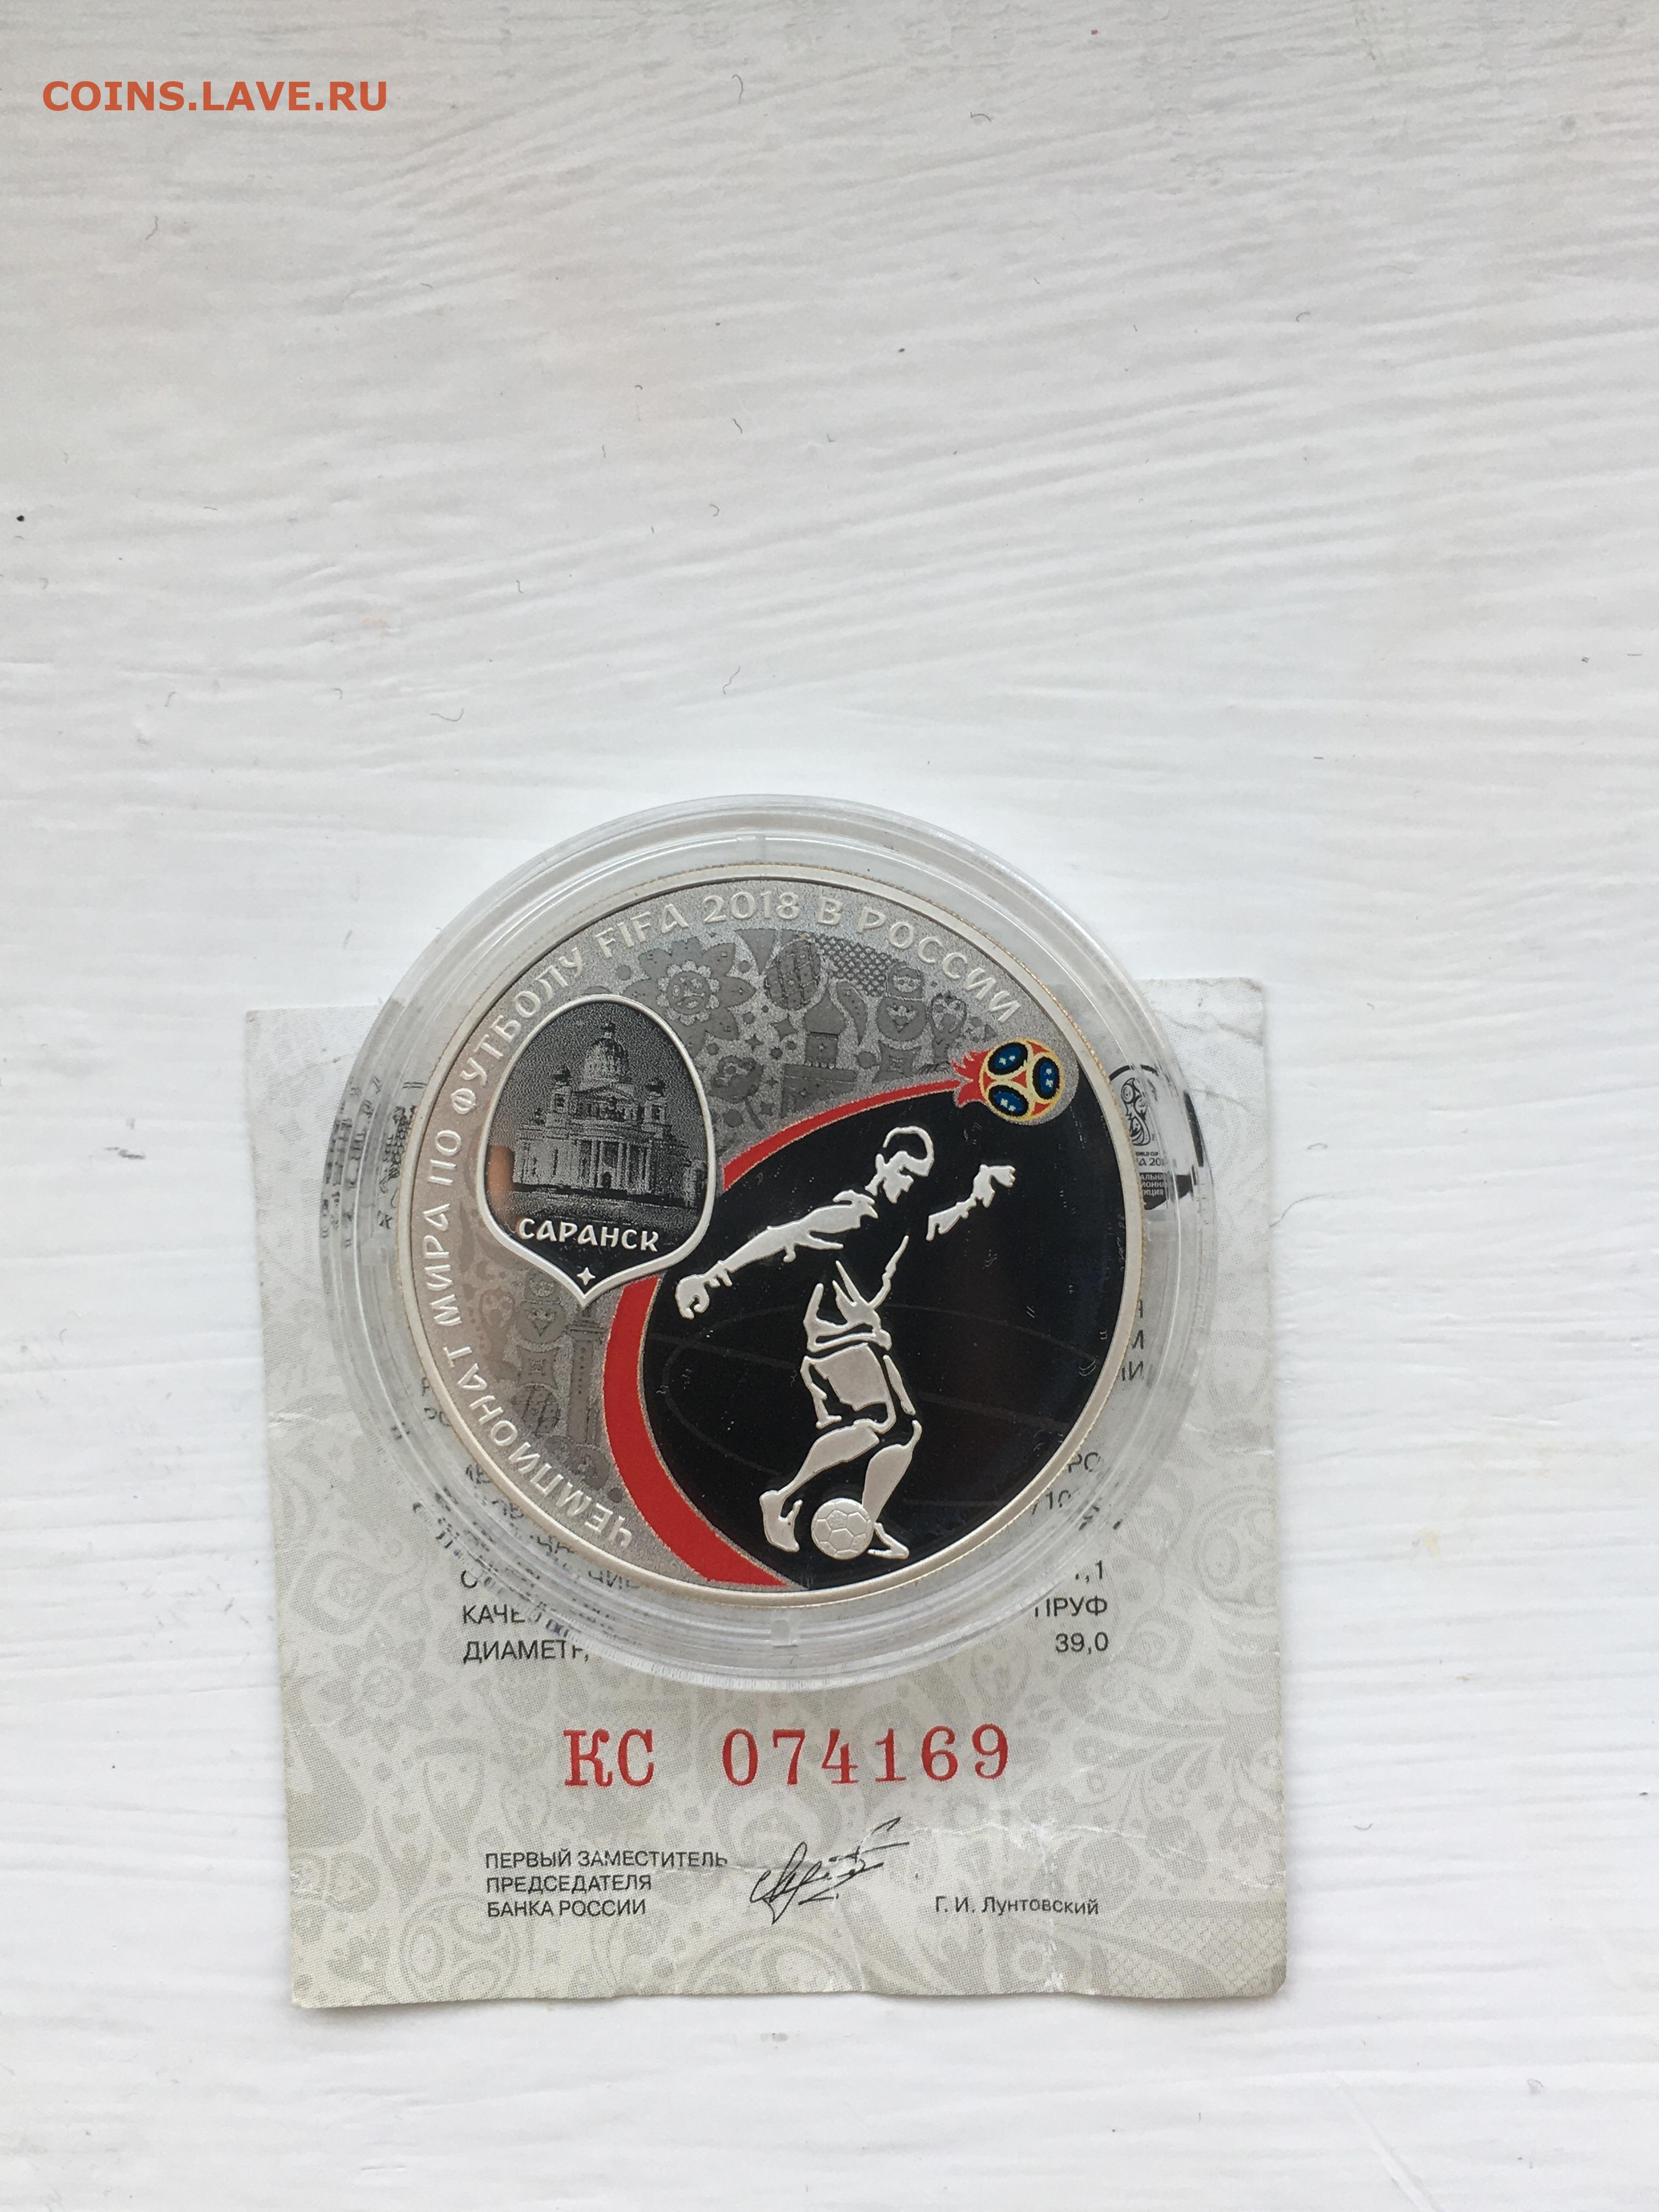 COINS.LAVE.RU
ЧЕМПИОНАТ МИРА ПО ФУТБОЛУ FIFA 2018 В РОССИИ
САРАНСК
ПРУФ
ДИАМЕТР, 39,0
КС 074169
ПЕРВЫЙ ЗАМЕСТИТЕЛЬ
ПРЕДСЕДАТЕЛЯ
БАНКА РОССИИ
Г. И. Лунтовский